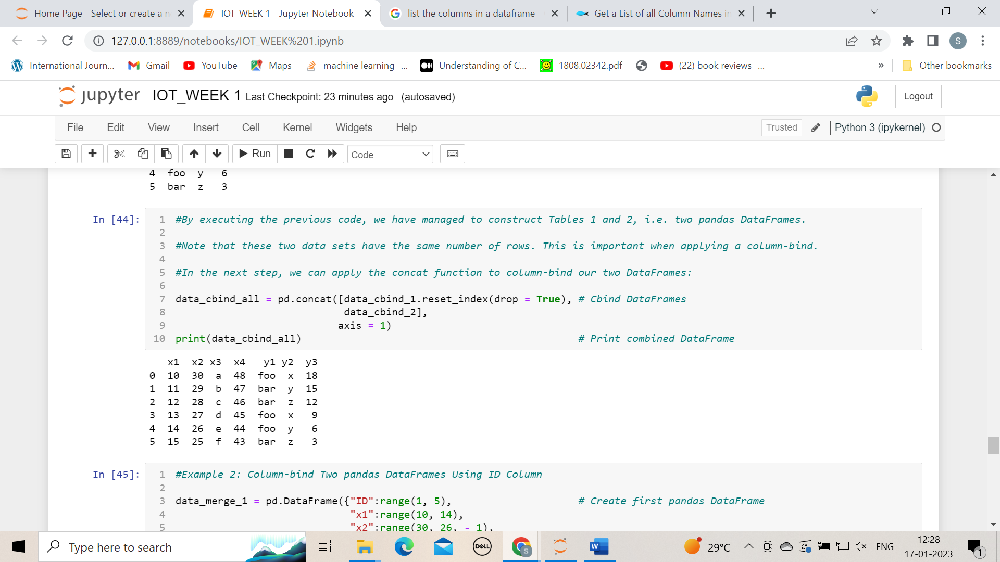 Home Page - Select or create a n
IOT_WEEK 1 - Jupyter Notebook
list the columns in a dataframe -
Get a List of all Column Names in
127.0.0.1:8889/notebooks/IOT_WEEK%201.ipynb
S
International Journ...
Gmail
YouTube
Maps
machine learning -...
Understanding of C...
1808.02342.pdf
(22) book reviews -...
»
Other bookmarks
jupyter IOT_WEEK 1 Last Checkpoint: 23 minutes ago (autosaved)
Logout
File Edit View Insert Cell Kernel Widgets Help
Trusted
Python 3 (ipykernel)
Run
Code
4 foo y 6
5 bar z 3
In [44]:
1 #By executing the previous code, we have managed to construct Tables 1 and 2, i.e. two pandas DataFrames.
2
3 #Note that these two data sets have the same number of rows. This is important when applying a column-bind.
4
5 #In the next step, we can apply the concat function to column-bind our two DataFrames:
6
7 data_cbind_all = pd.concat([data_cbind_1.reset_index(drop = True), # Cbind DataFrames
8 data_cbind_2],
9 axis = 1)
10 print(data_cbind_all) # Print combined DataFrame
x1 x2 x3 x4 y1 y2 y3
0 10 30 a 48 foo x 18
1 11 29 b 47 bar y 15
2 12 28 c 46 bar z 12
3 13 27 d 45 foo x 9
4 14 26 e 44 foo y 6
5 15 25 f 43 bar z 3
In [45]:
1 #Example 2: Column-bind Two pandas DataFrames Using ID Column
2
3 data_merge_1 = pd.DataFrame({"ID":range(1, 5), # Create first pandas DataFrame
4 "x1":range(10, 14),
5 "x2":range(30, 26, - 1),
Type here to search
DELL
S
W
29°C
ENG
12:28
17-01-2023
1